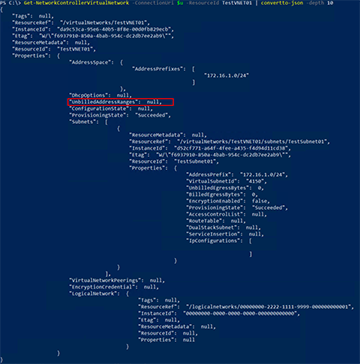 PS C:\> Get-NetworkControllerVirtualNetwork -ConnectionUri $u -ResourceId TestVNET01 | convertto-json -depth 10
{
"Tags": null,
"ResourceRef": "/virtualNetworks/TestVNET01",
"InstanceId": "da9c53ca-95e6-40b5-8f8e-00d0fb829ecb",
"Etag": "W/\"f6937910-850a-4bab-954c-dc2db7ee2ab9\"",
"ResourceMetadata": null,
"ResourceId": "TestVNET01",
"Properties": {
"AddressSpace": {
"AddressPrefixes": [
"172.16.1.0/24"
]
},
"DhcpOptions": null,
"UnbilledAddressRanges": null,
"ConfigurationState": null,
"ProvisioningState": "Succeeded",
"Subnets": [
{
"ResourceMetadata": null,
"ResourceRef": "/virtualNetworks/TestVNET01/subnets/TestSubnet01",
"InstanceId": "d52cf771-a64f-4fee-a435-f4d94d11cd38",
"Etag": "W/\"f6937910-850a-4bab-954c-dc2db7ee2ab9\"",
"ResourceId": "TestSubnet01",
"Properties": {
"AddressPrefix": "172.16.1.0/24",
"VirtualSubnetId": "4150",
"UnbilledEgressBytes": 0,
"BilledEgressBytes": 0,
"EncryptionEnabled": false,
"ProvisioningState": "Succeeded",
"AccessControlList": null,
"RouteTable": null,
"DualStackSubnet": null,
"ServiceInsertion": null,
"IpConfigurations": [
]
}
}
],
"VirtualNetworkPeerings": null,
"EncryptionCredential": null,
"LogicalNetwork": {
"Tags": null,
"ResourceRef": "/logicalnetworks/00000000-2222-1111-9999-000000000001",
"InstanceId": "00000000-0000-0000-0000-000000000000",
"Etag": null,
"ResourceMetadata": null,
"ResourceId": null,
"Properties": null
}
}
}